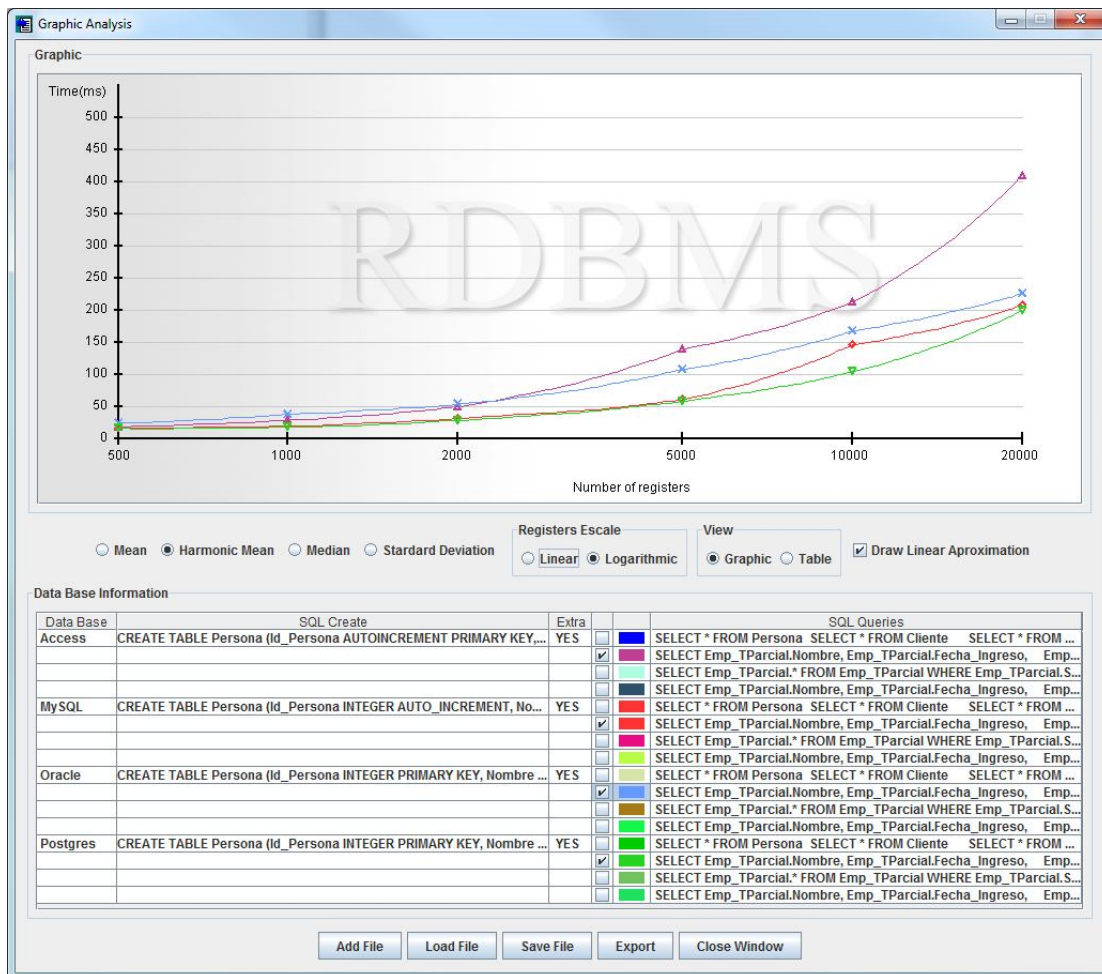 Graphic Analysis
Graphic
Time(ms)
500
450
400
350
300
250
200
150
100
50
0
RDBMS
500 1000 2000 5000 10000 20000
Number of registers
Mean Harmonic Mean Median Stardard Deviation
Registers Escale
Linear Logarithmic
View
Graphic Table
Draw Linear Aproximation
Data Base Information
Data Base SQL Create Extra SQL Queries
Access CREATE TABLE Persona (Id_Persona AUTOINCREMENT PRIMARY KEY,... YES SELECT * FROM Persona SELECT * FROM Cliente SELECT * FROM ...
SELECT Emp_TParcial.Nombre, Emp_TParcial.Fecha_Ingreso, Emp...
SELECT Emp_TParcial.* FROM Emp_TParcial WHERE Emp_TParcial.S...
SELECT Emp_TParcial.Nombre, Emp_TParcial.Fecha_Ingreso, Emp...
MySQL CREATE TABLE Persona (Id_Persona INTEGER AUTO_INCREMENT, No... YES SELECT * FROM Persona SELECT * FROM Cliente SELECT * FROM ...
SELECT Emp_TParcial.Nombre, Emp_TParcial.Fecha_Ingreso, Emp...
SELECT Emp_TParcial.* FROM Emp_TParcial WHERE Emp_TParcial.S...
SELECT Emp_TParcial.Nombre, Emp_TParcial.Fecha_Ingreso, Emp...
Oracle CREATE TABLE Persona (Id_Persona INTEGER PRIMARY KEY, Nombre ... YES SELECT * FROM Persona SELECT * FROM Cliente SELECT * FROM ...
SELECT Emp_TParcial.Nombre, Emp_TParcial.Fecha_Ingreso, Emp...
SELECT Emp_TParcial.* FROM Emp_TParcial WHERE Emp_TParcial.S...
SELECT Emp_TParcial.Nombre, Emp_TParcial.Fecha_Ingreso, Emp...
Postgres CREATE TABLE Persona (Id_Persona INTEGER PRIMARY KEY, Nombre ... YES SELECT * FROM Persona SELECT * FROM Cliente SELECT * FROM ...
SELECT Emp_TParcial.Nombre, Emp_TParcial.Fecha_Ingreso, Emp...
SELECT Emp_TParcial.* FROM Emp_TParcial WHERE Emp_TParcial.S...
SELECT Emp_TParcial.Nombre, Emp_TParcial.Fecha_Ingreso, Emp...
Add File Load File Save File Export Close Window